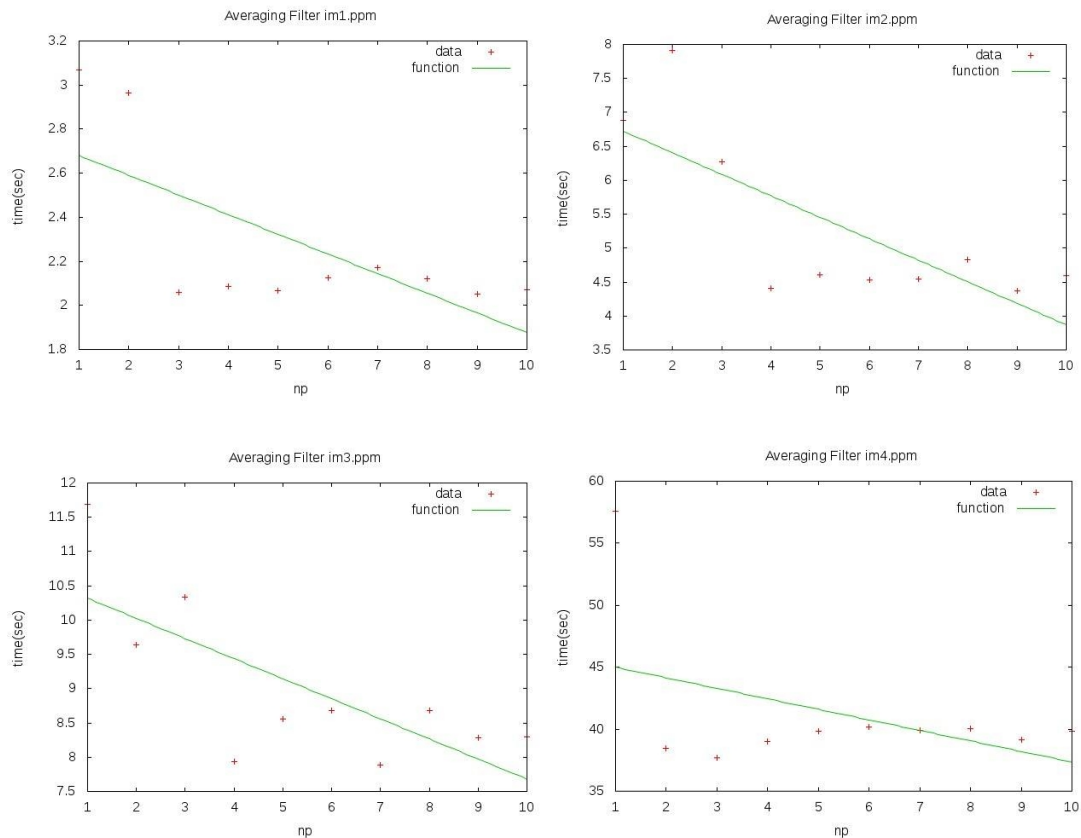 Averaging Filter im1.ppm
3.2
3
2.8
2.6
2.4
2.2
2
1.8
time(sec)
data
function
1 2 3 4 5 6 7 8 9 10
np
Averaging Filter im2.ppm
8
7.5
7
6.5
6
5.5
5
4.5
4
3.5
time(sec)
data
function
1 2 3 4 5 6 7 8 9 10
np
Averaging Filter im3.ppm
12
11.5
11
10.5
10
9.5
9
8.5
8
7.5
time(sec)
data
function
1 2 3 4 5 6 7 8 9 10
np
Averaging Filter im4.ppm
60
55
50
45
40
35
time(sec)
data
function
1 2 3 4 5 6 7 8 9 10
np